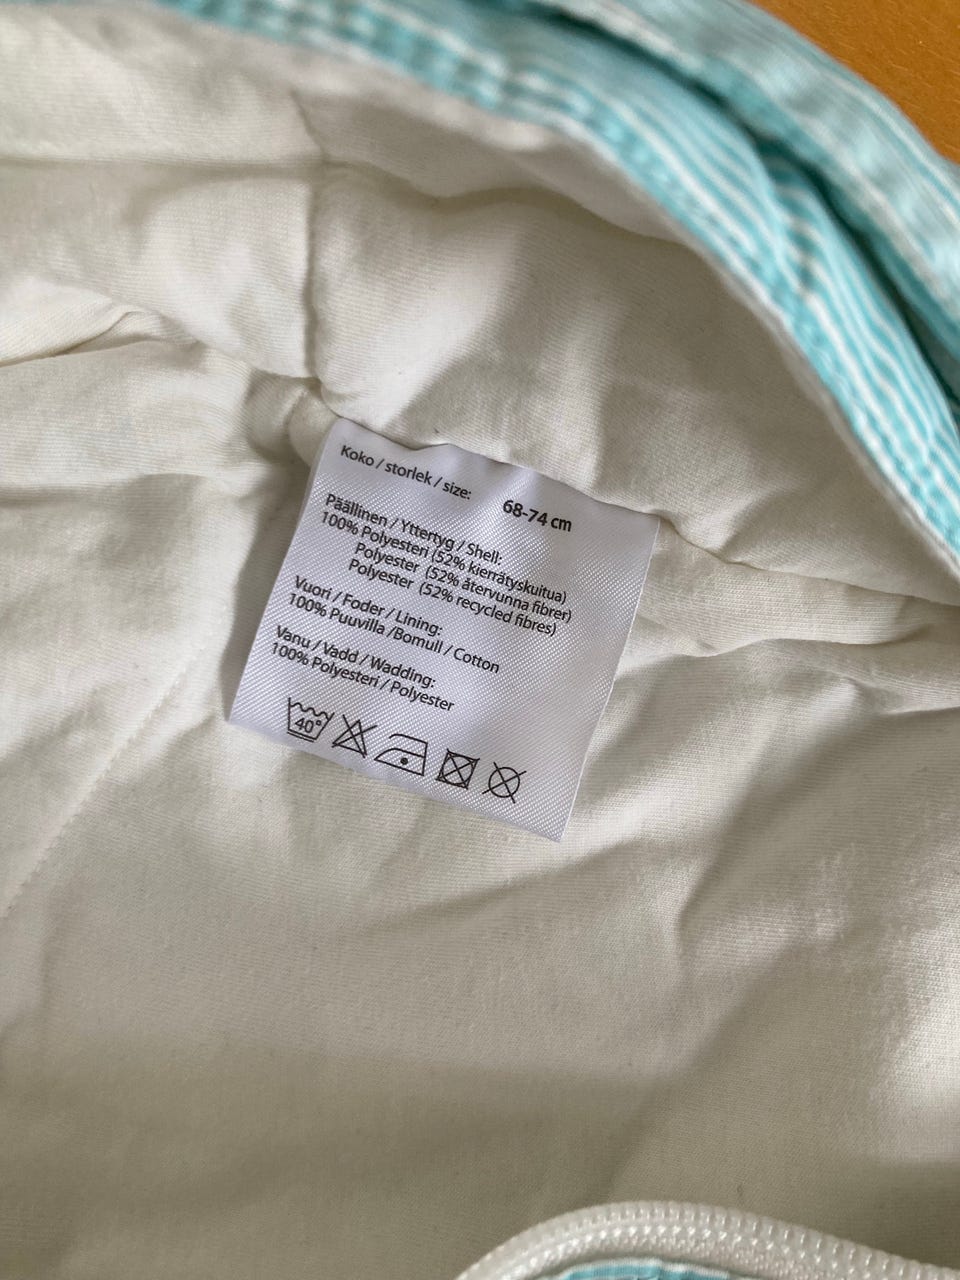 Koko / storlek / size: 68-74 cm
Päällinen / Yttertyg / Shell:
100% Polyesteri (52% kierrätyskuitua)
Polyester (52% återvunna fibrer)
Polyester (52% recycled fibres)
Vuori / Foder / Lining:
100% Puuvilla /Bomull / Cotton
Vanu / Vadd / Wadding:
100% Polyesteri / Polyester
40°